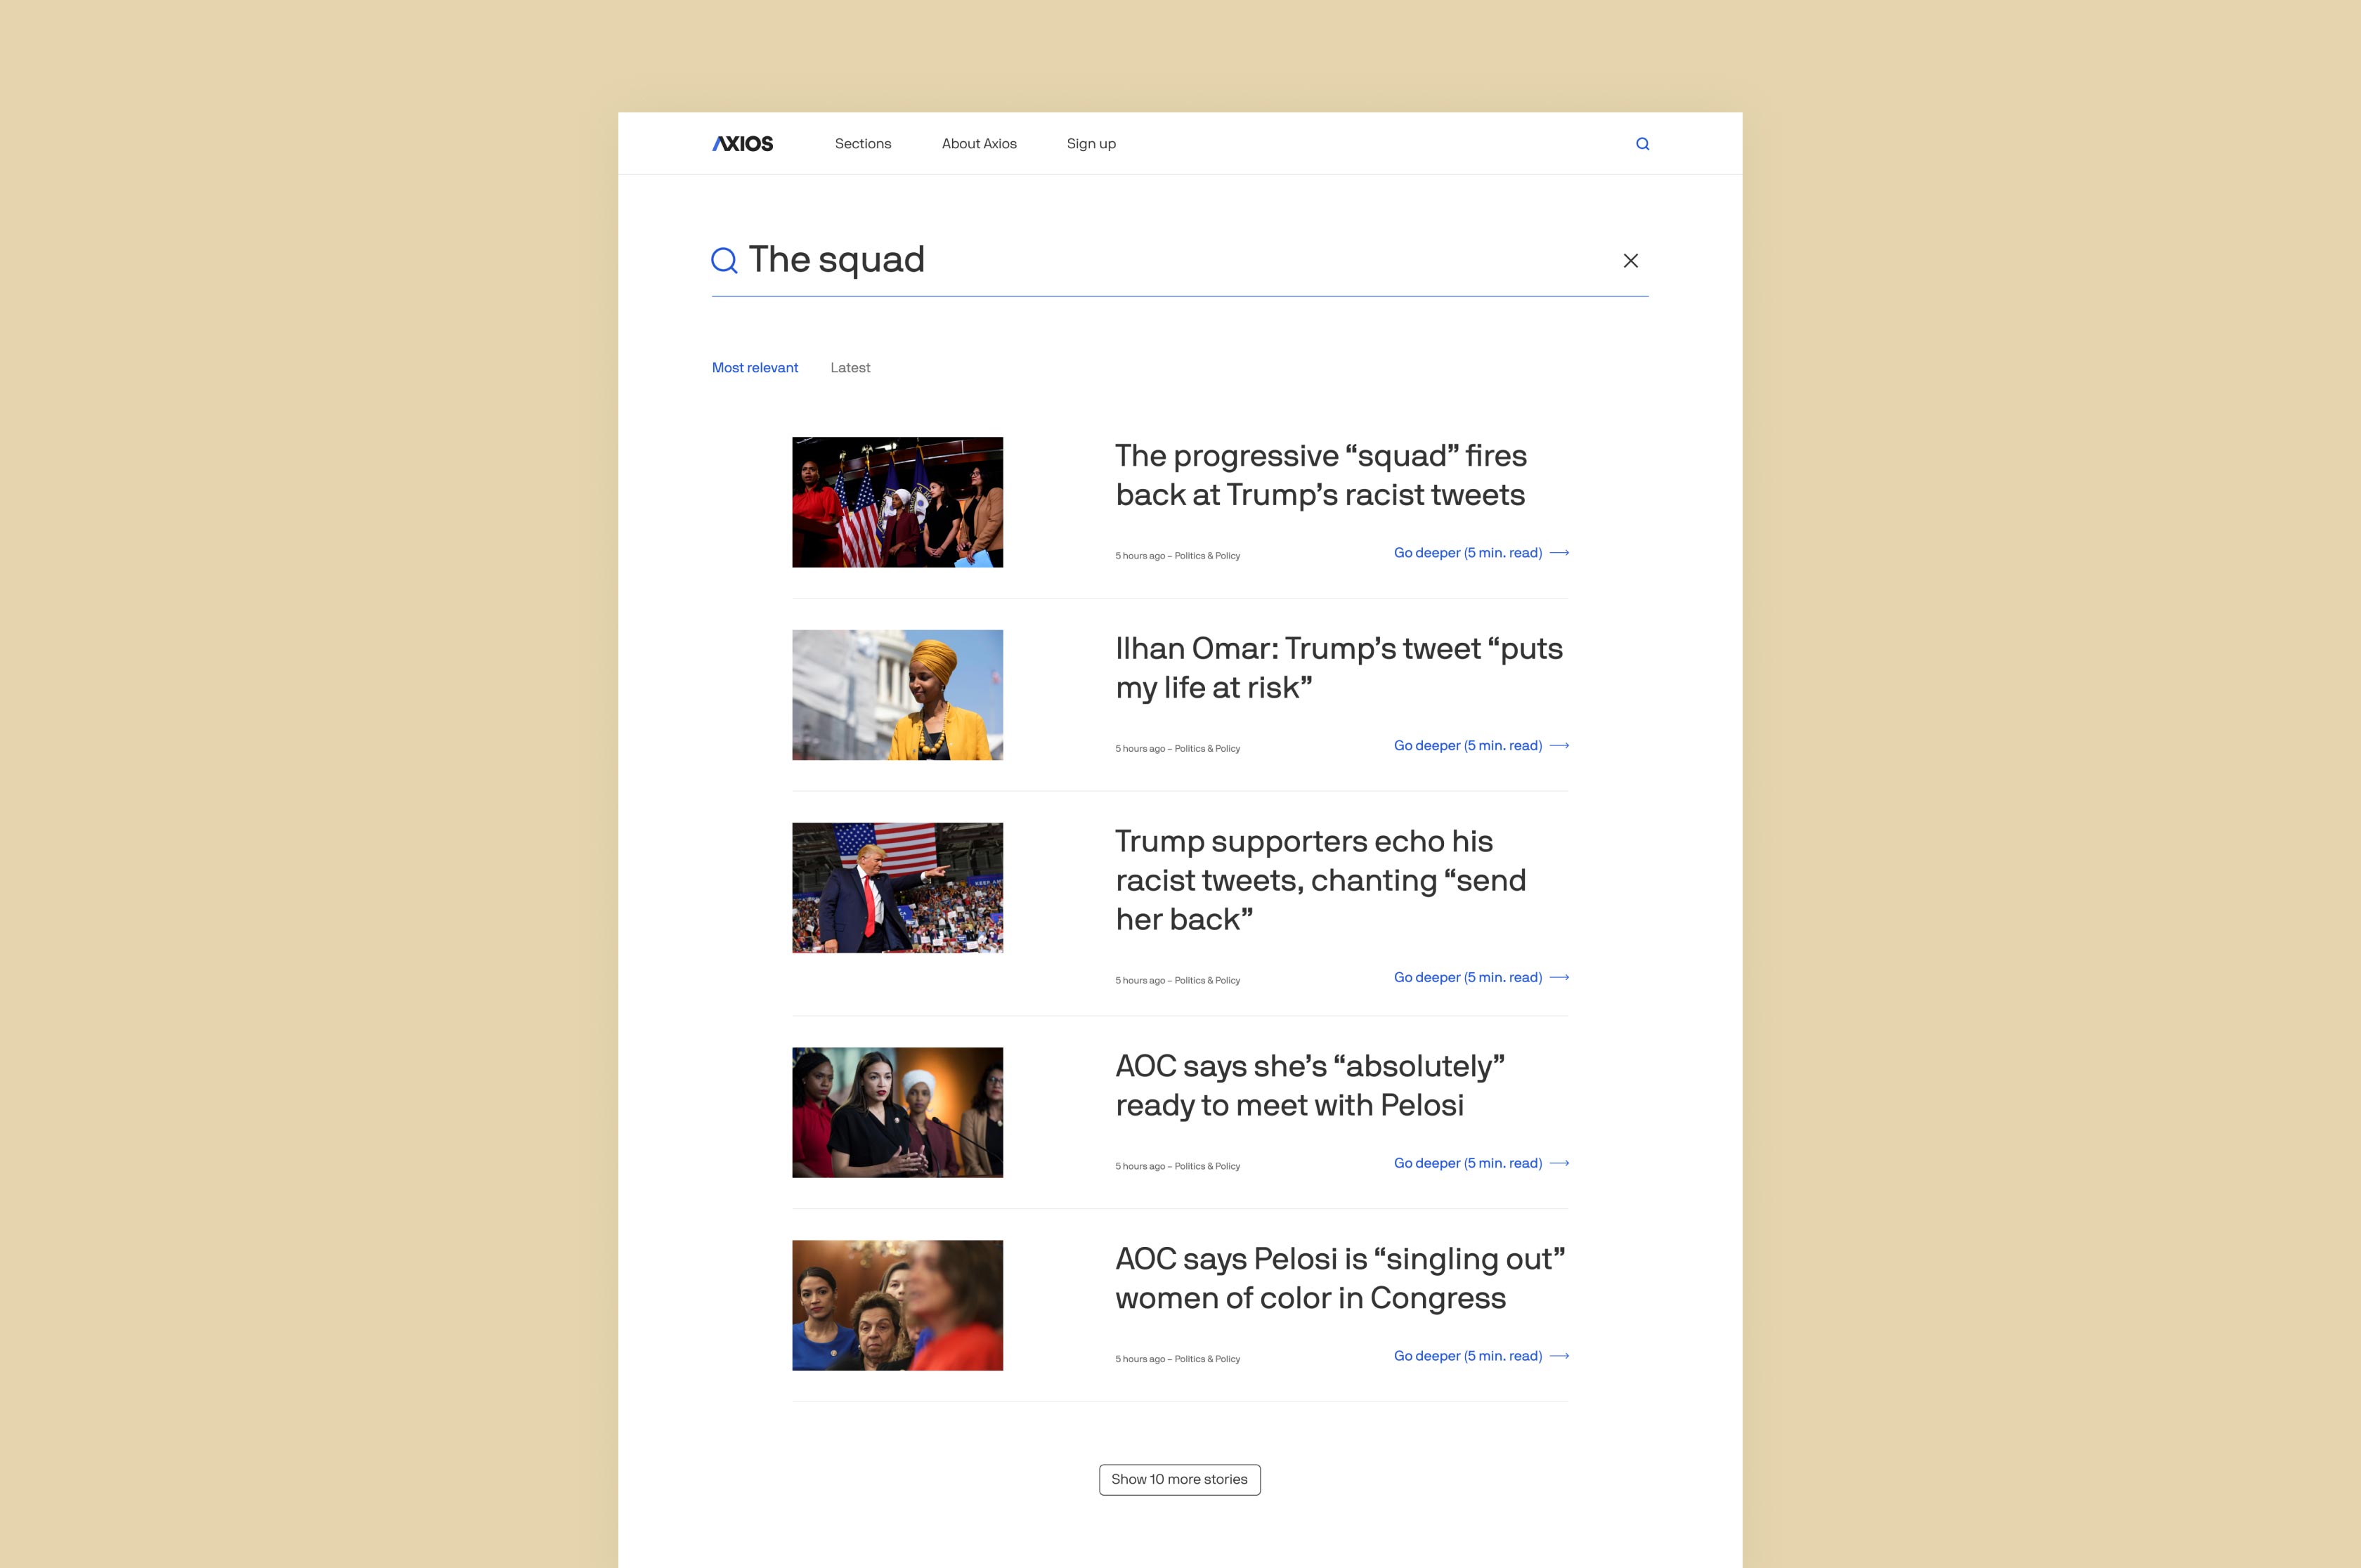 AXIOS
Sections
About Axios
Sign up
The squad
Most relevant
Latest
The progressive “squad” fires
back at Trump’s racist tweets
5 hours ago – Politics & Policy
Go deeper (5 min. read)
Ilhan Omar: Trump’s tweet “puts
my life at risk”
5 hours ago – Politics & Policy
Go deeper (5 min. read)
KEEP AM
Trump supporters echo his
racist tweets, chanting “send
her back”
5 hours ago – Politics & Policy
Go deeper (5 min. read)
AOC says she’s “absolutely”
ready to meet with Pelosi
5 hours ago – Politics & Policy
Go deeper (5 min. read)
AOC says Pelosi is “singling out”
women of color in Congress
5 hours ago – Politics & Policy
Go deeper (5 min. read)
Show 10 more stories